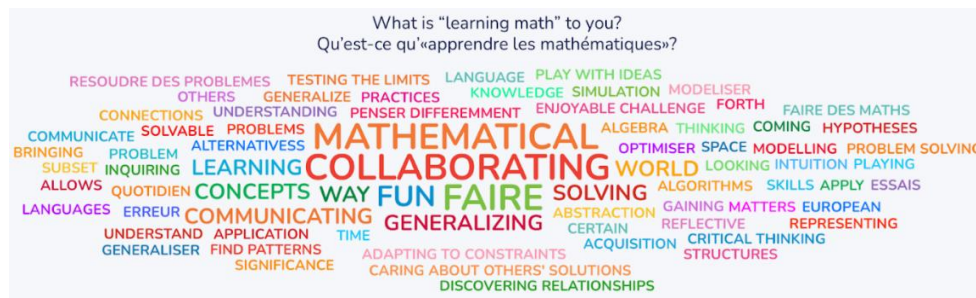 What is “learning math” to you?
Qu’est-ce qu’«apprendre les mathématiques»?
RESOUDRE DES PROBLEMES TESTING THE LIMITS LANGUAGE PLAY WITH IDEAS
OTHERS GENERALIZE PRACTICES KNOWLEDGE SIMULATION MODELISER
CONNECTIONS UNDERSTANDING PENSER DIFFEREMMENT ENJOYABLE CHALLENGE FORTH FAIRE DES MATHS
COMMUNICATE SOLVABLE PROBLEMS MATHEMATICAL ALGEBRA THINKING COMING HYPOTHESES
BRINGING PROBLEM ALTERNATIVESS OPTIMISER SPACE MODELLING PROBLEM SOLVING
SUBSET INQUIRING LEARNING COLLABORATING WORLD LOOKING INTUITION PLAYING
ALLOWS QUOTIDIEN CONCEPTS WAY FUN FAIRE SOLVING ALGORITHMS SKILLS APPLY ESSAIS
LANGUAGES ERREUR COMMUNICATING GENERALIZING ABSTRACTION GAINING MATTERS EUROPEAN
UNDERSTAND APPLICATION TIME CERTAIN REFLECTIVE REPRESENTING
GENERALISER FIND PATTERNS ADAPTING TO CONSTRAINTS ACQUISITION CRITICAL THINKING
SIGNIFICANCE CARING ABOUT OTHERS' SOLUTIONS STRUCTURES
DISCOVERING RELATIONSHIPS